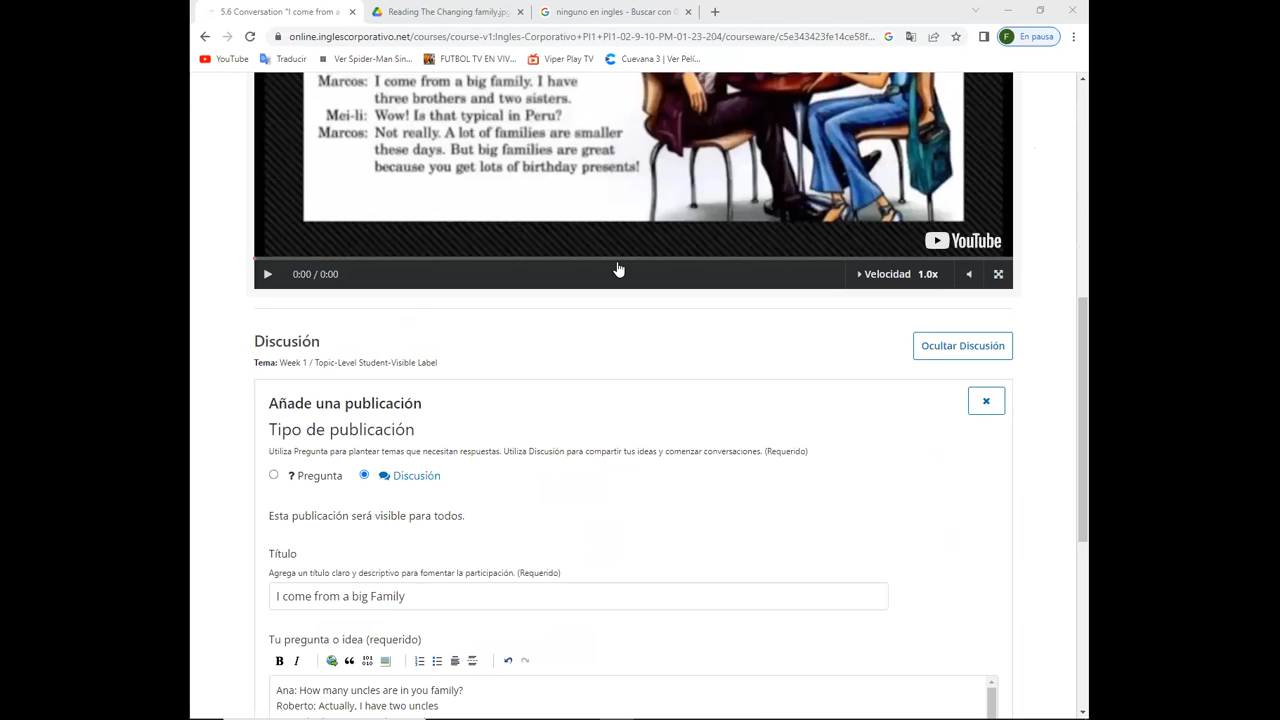 5.6 Conversation "I come from a
Reading The Changing family.jpg
ninguno en ingles - Buscar con G
online.inglescorporativo.net/courses/course-v1:Ingles-Corporativo+PI1+PI1-02-9-10-PM-01-23-204/courseware/c5e343423fe14ce58f...
En pausa
YouTube
Traducir
Ver Spider-Man Sin...
FUTBOL TV EN VIV...
Viper Play TV
Cuevana 3 | Ver Pelí...
Marcos: I come from a big family. I have
three brothers and two sisters.
Mei-li: Wow! Is that typical in Peru?
Marcos: Not really. A lot of families are smaller
these days. But big families are great
because you get lots of birthday presents!
YouTube
0:00 / 0:00
Velocidad 1.0x
Discusión
Ocultar Discusión
Tema: Week 1 / Topic-Level Student-Visible Label
Añade una publicación
Tipo de publicación
Utiliza Pregunta para plantear temas que necesitan respuestas. Utiliza Discusión para compartir tus ideas y comenzar conversaciones. (Requerido)
? Pregunta
Discusión
Esta publicación será visible para todos.
Título
Agrega un título claro y descriptivo para fomentar la participación. (Requerido)
I come from a big Family
Tu pregunta o idea (requerido)
B I
Ana: How many uncles are in you family?
Roberto: Actually, I have two uncles